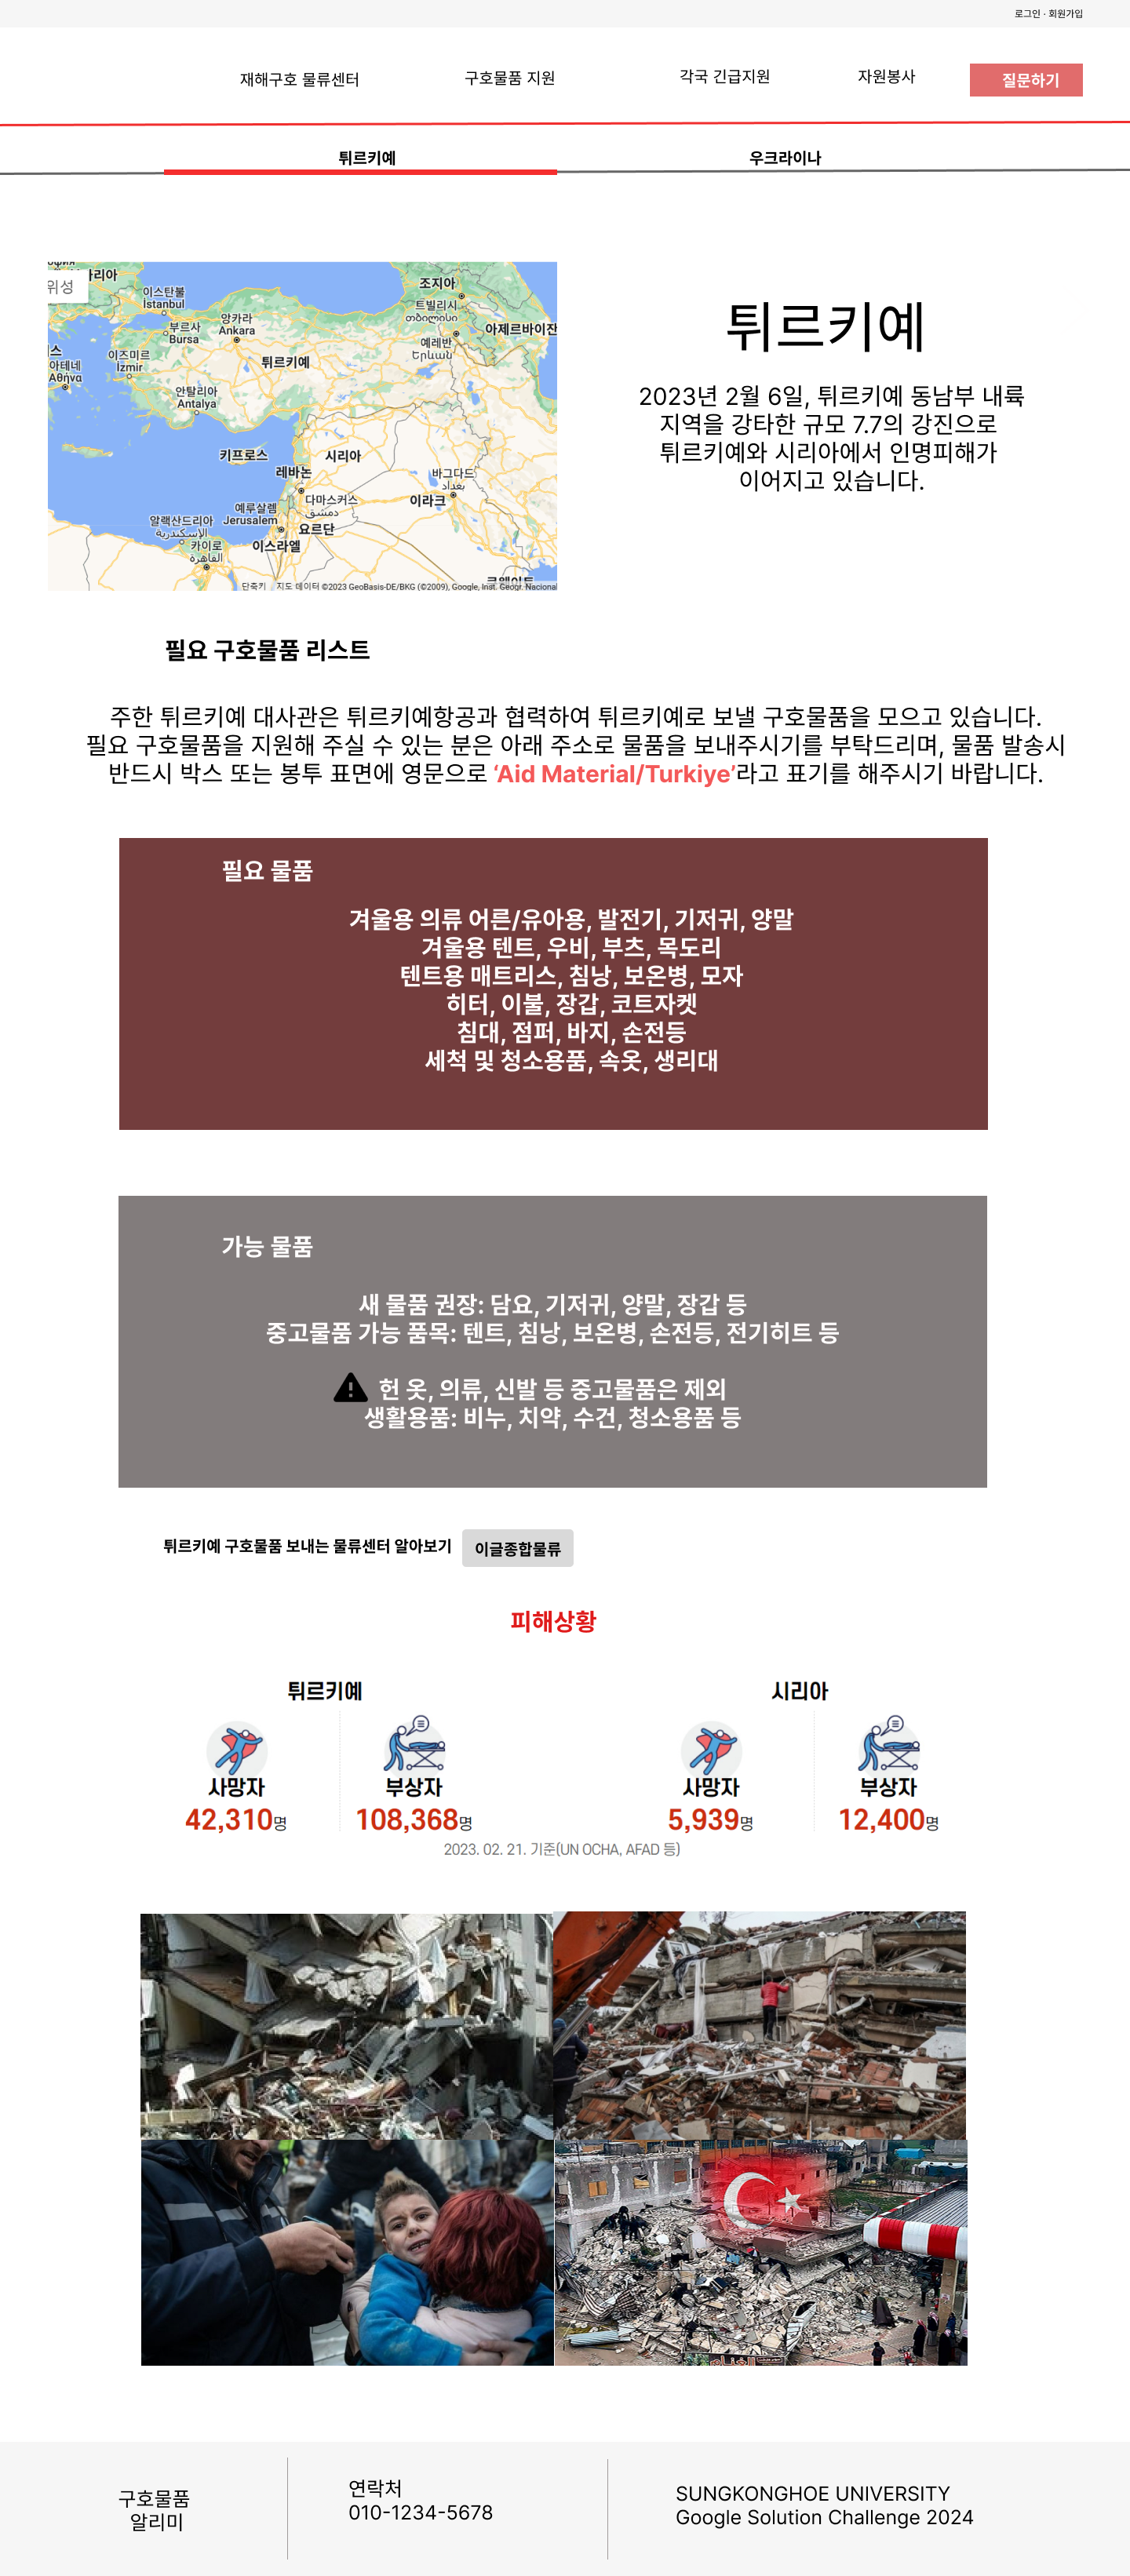 로그인 · 회원가입
재해구호 물류센터
구호물품 지원
각국 긴급지원
자원봉사
질문하기
튀르키예
우크라이나
위성
이스탄불
İstanbul
부르사
Bursa
앙카라
Ankara
조지아
트빌리시
თბილისი
아제르바이잔
예레반
Երևան
아테네
Αθήνα
이즈미르
İzmir
튀르키예
안탈리아
Antalya
키프로스
시리아
레바논
바그다드
بغداد
다마스커스
دمشق
이라크
예루살렘
Jerusalem
알렉산드리아
الإسكندرية
요르단
카이로
القاهرة
이스라엘
단축키 지도 데이터 ©2023 GeoBasis-DE/BKG (©2009), Google, Inst. Geogr. Nacional
튀르키예
2023년 2월 6일, 튀르키예 동남부 내륙
지역을 강타한 규모 7.7의 강진으로
튀르키예와 시리아에서 인명피해가
이어지고 있습니다.
필요 구호물품 리스트
주한 튀르키예 대사관은 튀르키예항공과 협력하여 튀르키예로 보낼 구호물품을 모으고 있습니다.
필요 구호물품을 지원해 주실 수 있는 분은 아래 주소로 물품을 보내주시기를 부탁드리며, 물품 발송시
반드시 박스 또는 봉투 표면에 영문으로 ‘Aid Material/Turkiye’라고 표기를 해주시기 바랍니다.
필요 물품
겨울용 의류 어른/유아용, 발전기, 기저귀, 양말
겨울용 텐트, 우비, 부츠, 목도리
텐트용 매트리스, 침낭, 보온병, 모자
히터, 이불, 장갑, 코트자켓
침대, 점퍼, 바지, 손전등
세척 및 청소용품, 속옷, 생리대
가능 물품
새 물품 권장: 담요, 기저귀, 양말, 장갑 등
중고물품 가능 품목: 텐트, 침낭, 보온병, 손전등, 전기히트 등
헌 옷, 의류, 신발 등 중고물품은 제외
생활용품: 비누, 치약, 수건, 청소용품 등
튀르키예 구호물품 보내는 물류센터 알아보기
이글종합물류
피해상황
튀르키예
시리아
사망자
부상자
사망자
부상자
42,310명
108,368명
5,939명
12,400명
2023. 02. 21. 기준(UN OCHA, AFAD 등)
구호물품
알리미
연락처
010-1234-5678
SUNGKONGHOE UNIVERSITY
Google Solution Challenge 2024